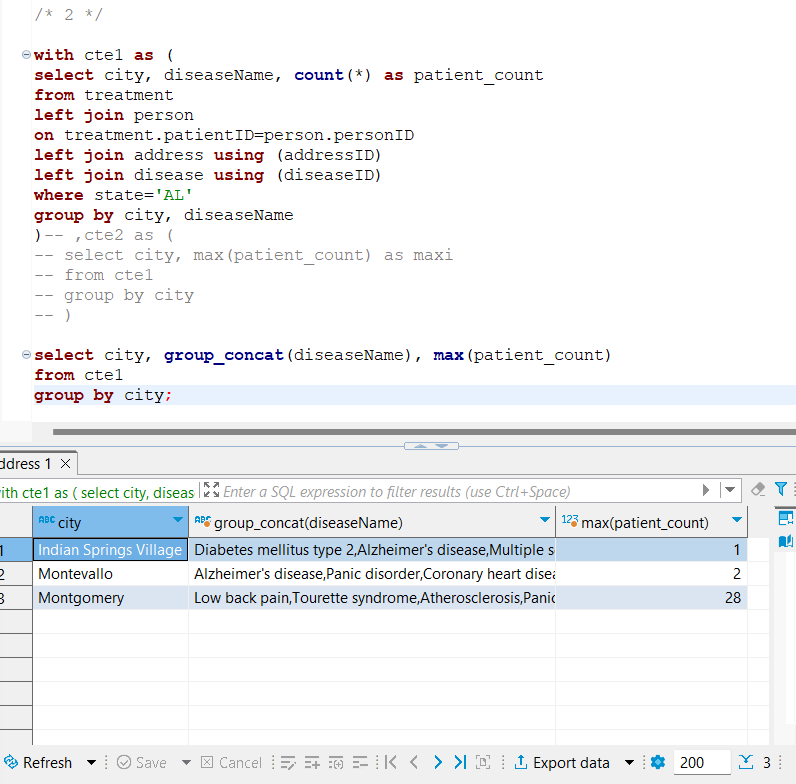 /* 2 */
with cte1 as (
select city, diseaseName, count(*) as patient_count
from treatment
left join person
on treatment.patientID=person.personID
left join address using (addressID)
left join disease using (diseaseID)
where state='AL'
group by city, diseaseName
)-- ,cte2 as (
-- select city, max(patient_count) as maxi
-- from cte1
-- group by city
-- )
select city, group_concat(diseaseName), max(patient_count)
from cte1
group by city;
ddress 1
ith cte1 as ( select city, diseas Enter a SQL expression to filter results (use Ctrl+Space)
ABC city ABC group_concat(diseaseName) 123 max(patient_count)
1 Indian Springs Village Diabetes mellitus type 2,Alzheimer's disease,Multiple s 1
2 Montevallo Alzheimer's disease,Panic disorder,Coronary heart disea 2
3 Montgomery Low back pain,Tourette syndrome,Atherosclerosis,Panic 28
Refresh Save Cancel Export data 200 3